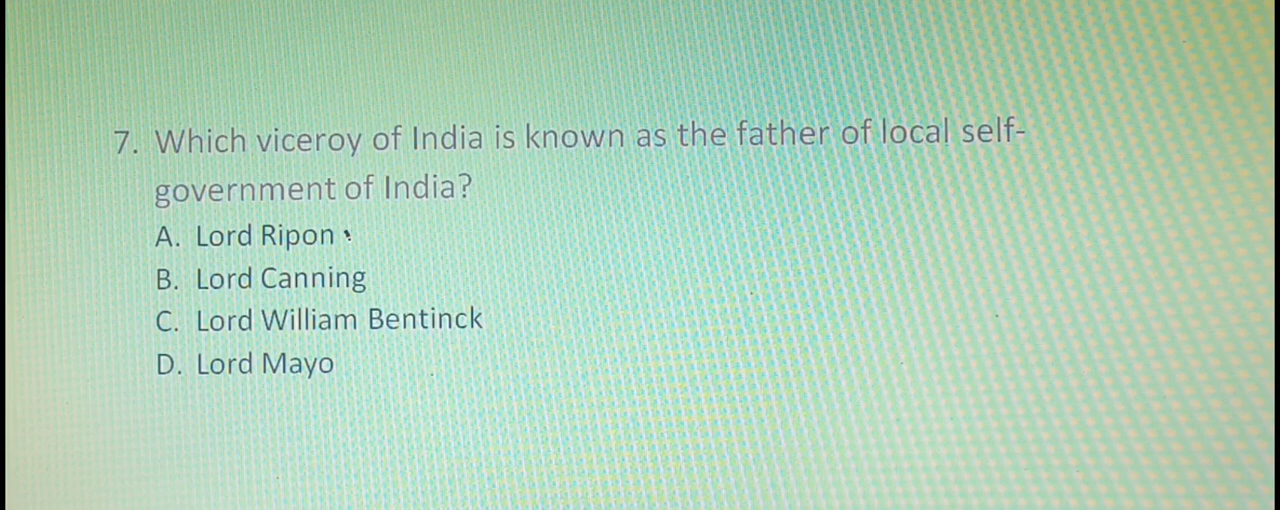 7. Which viceroy of India is known as the father of local self-
government of India?
A. Lord Ripon
B. Lord Canning
C. Lord William Bentinck
D. Lord Mayo